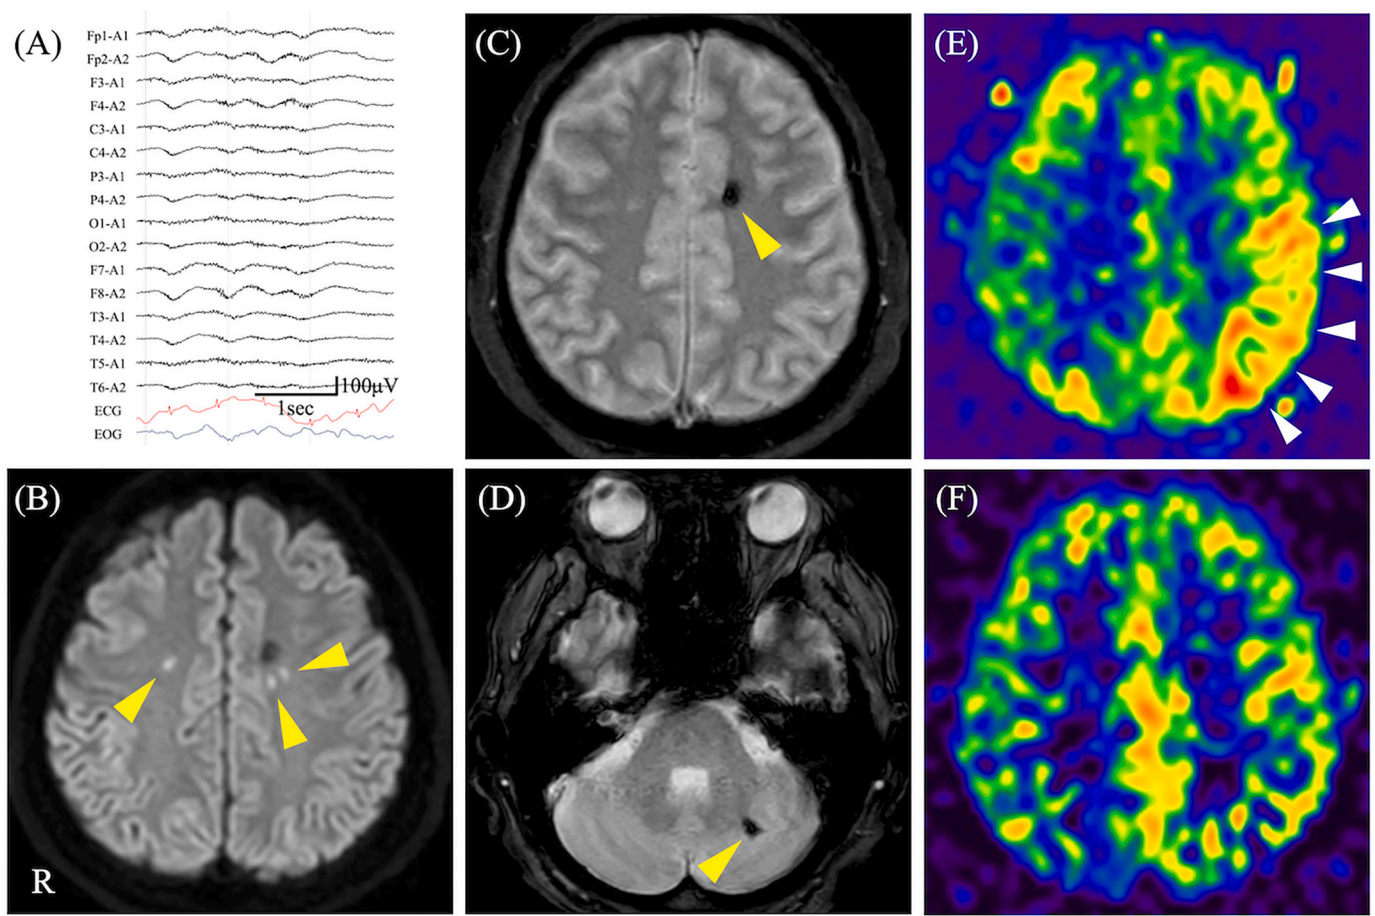 (A)
Fp1-A1
Fp2-A2
F3-A1
F4-A2
C3-A1
C4-A2
P3-A1
P4-A2
O1-A1
O2-A2
F7-A1
F8-A2
T3-A1
T4-A2
T5-A1
T6-A2
100μV
1sec
ECG
EOG
(B)
R
(C)
(D)
(E)
(F)